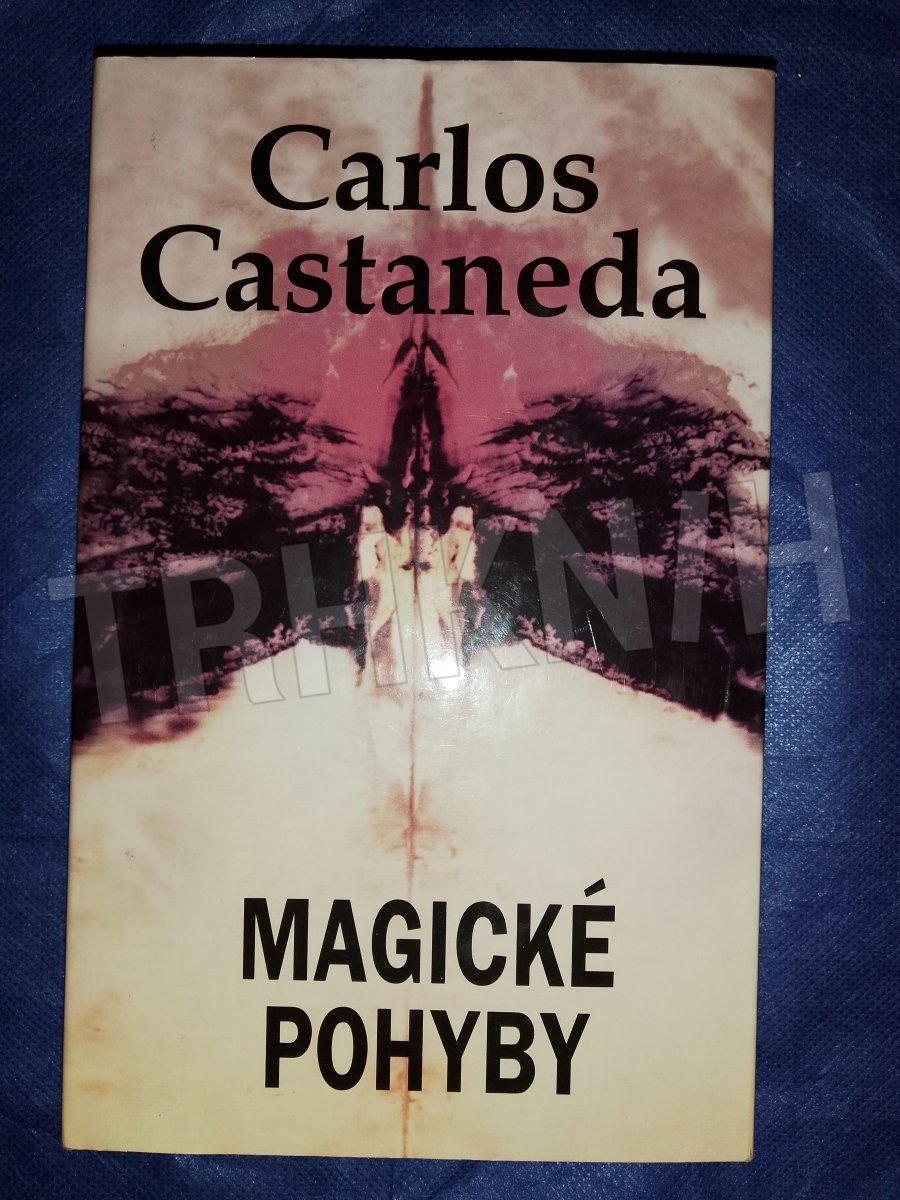 Carlos
Castaneda
TRHKNIH
MAGICKÉ
POHYBY